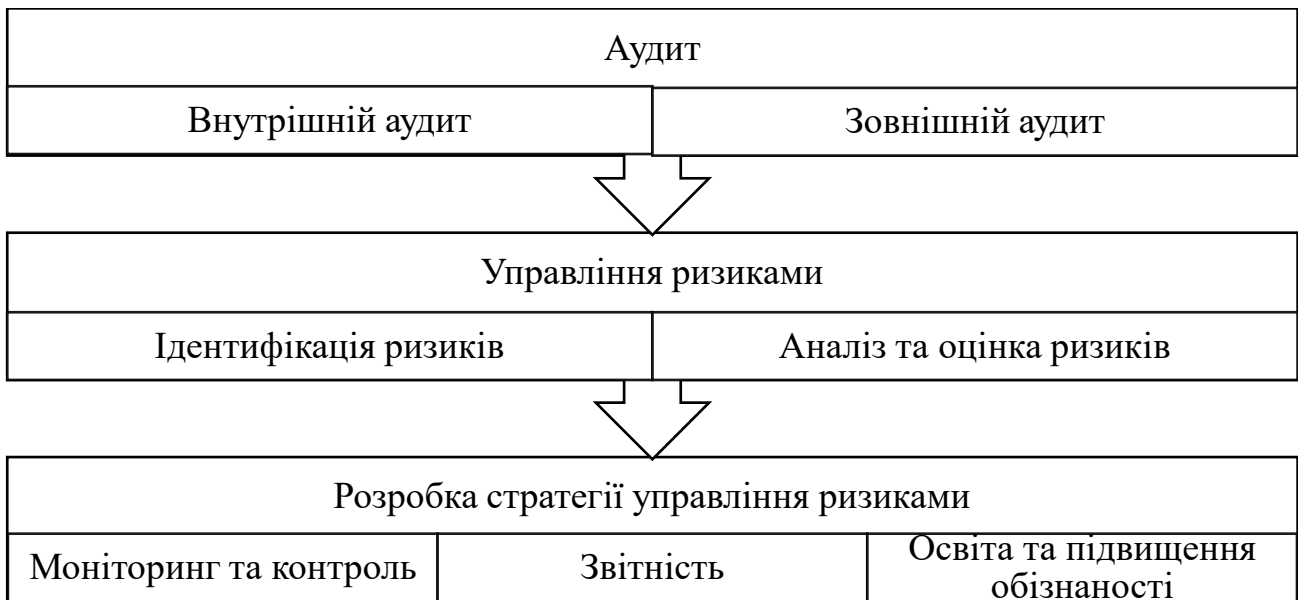 Аудит
Внутрішній аудит
Зовнішній аудит
Управління ризиками
Ідентифікація ризиків
Аналіз та оцінка ризиків
Розробка стратегії управління ризиками
Моніторинг та контроль
Звітність
Освіта та підвищення
обізнаності